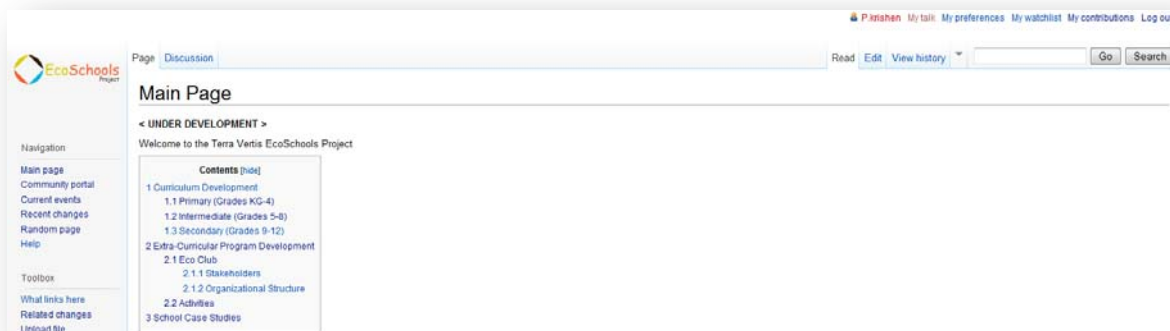 P.krishen My talk My preferences My watchlist My contributions Log ou
EcoSchools
Project
Page Discussion
Read Edit View history Go Search
Main Page
< UNDER DEVELOPMENT >
Welcome to the Terra Vertis EcoSchools Project
Navigation
Main page
Community portal
Current events
Recent changes
Random page
Help
Toolbox
What links here
Related changes
Upload file
Contents [hide]
1 Curriculum Development
1.1 Primary (Grades KG-4)
1.2 Intermediate (Grades 5-8)
1.3 Secondary (Grades 9-12)
2 Extra-Curricular Program Development
2.1 Eco Club
2.1.1 Stakeholders
2.1.2 Organizational Structure
2.2 Activities
3 School Case Studies